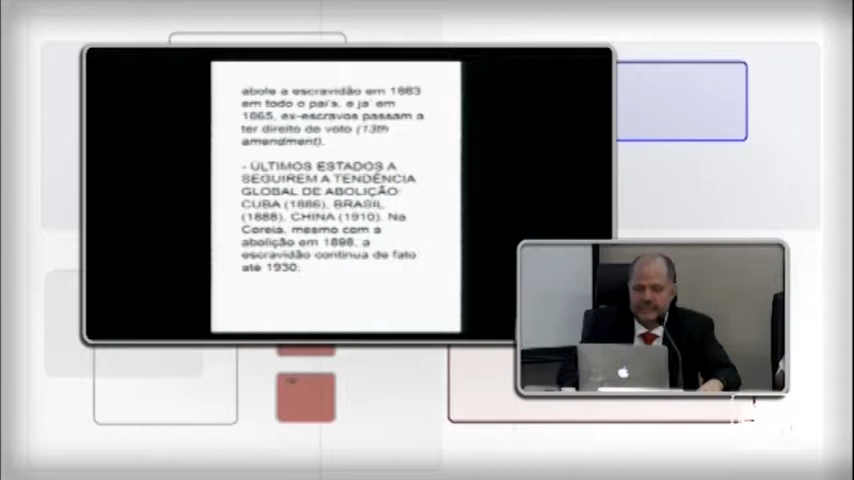 abole a escravidão em 1883
em todo o país, e já em
1865, ex-escravos passam a
ter direito de voto (13th
amendment).
- ÚLTIMOS ESTADOS A
SEGUIREM A TENDÊNCIA
GLOBAL DE ABOLIÇÃO:
CUBA (1886), BRASIL
(1888), CHINA (1910). Na
Coreia, mesmo com a
abolição em 1898, a
escravidão continua de fato
até 1930;